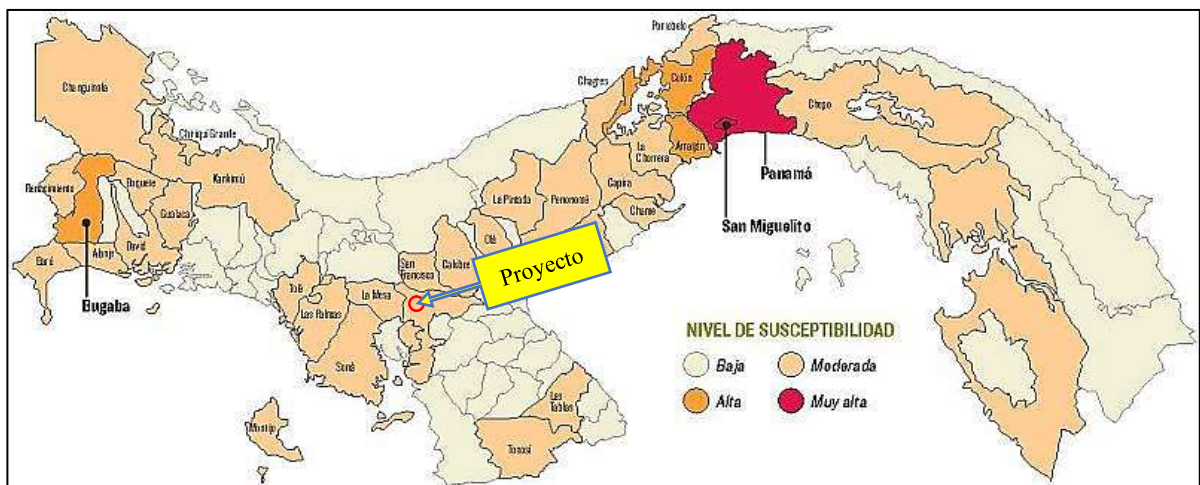 Portobelo
Changuinola
Chagres
Colón
Chepo
Chiriquí Grande
La Chorrera
Arraiján
Renacimiento
Boquete
Kankintú
Panamá
Gualaca
La Pintada
Penonomé
Capira
Chame
San Miguelito
Barú
Alanje
David
Olá
San Francisco
Calobre
Proyecto
Bugaba
Tolé
La Mesa
Las Palmas
Soná
NIVEL DE SUSCEPTIBILIDAD
Baja
Moderada
Alta
Muy alta
Las Tablas
Montijo
Tonosí